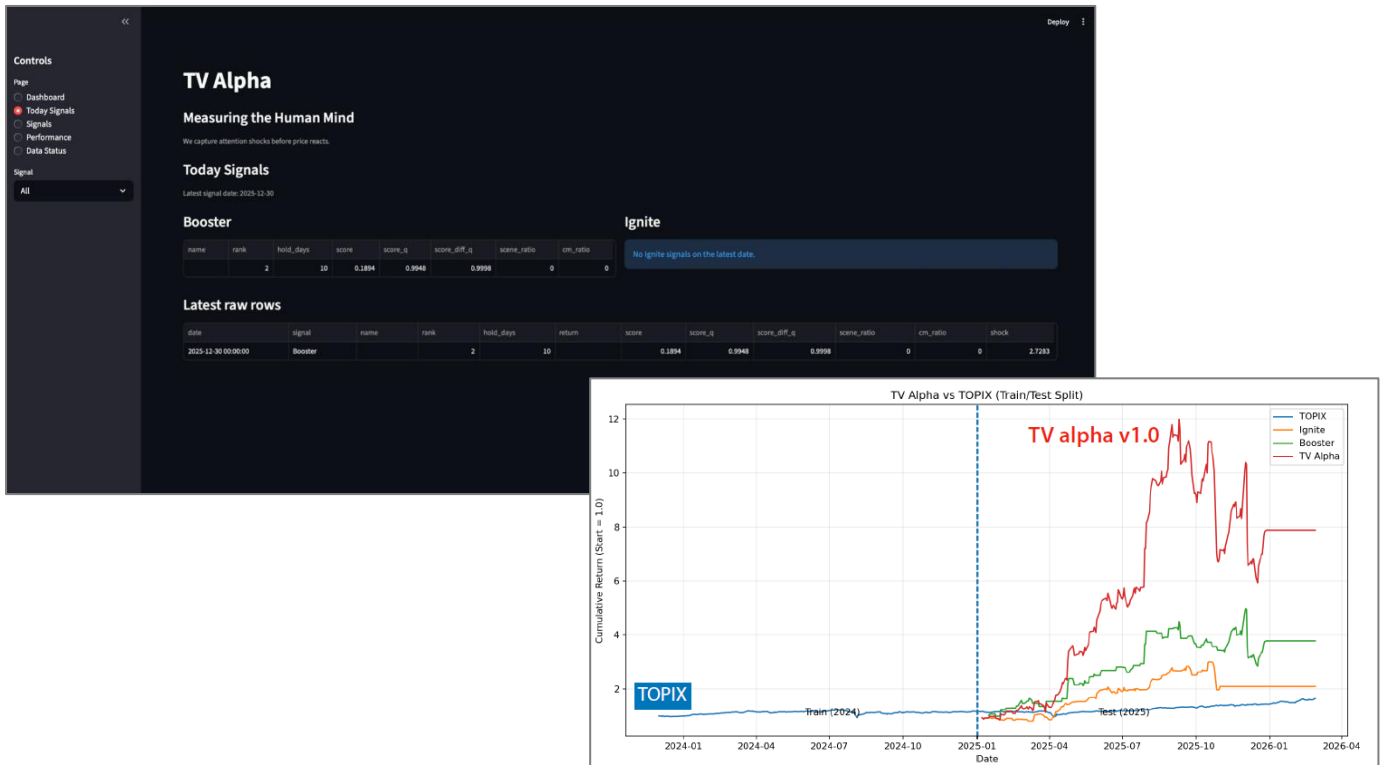 Deploy
Controls
Page
Dashboard
Today Signals
Signals
Performance
Data Status
Signal
All
TV Alpha
Measuring the Human Mind
We capture attention shocks before price reacts.
Today Signals
Latest signal date: 2025-12-30
Booster
name rank hold_days score score_q score_diff_q scene_ratio cm_ratio
2 10 0.1894 0.9948 0.9998 0 0
Ignite
No Ignite signals on the latest date.
Latest raw rows
date signal name rank hold_days return score score_q score_diff_q scene_ratio cm_ratio shock
2025-12-30 00:00:00 Booster 2 10 0.1894 0.9948 0.9998 0 0 2.7283
TV Alpha vs TOPIX (Train/Test Split)
TV alpha v1.0
TOPIX
Ignite
Booster
TV Alpha
Cumulative Return (Start = 1.0)
12
10
8
6
4
2
TOPIX
Train (2024)
Test (2025)
2024-01 2024-04 2024-07 2024-10 2025-01 2025-04 2025-07 2025-10 2026-01 2026-04
Date